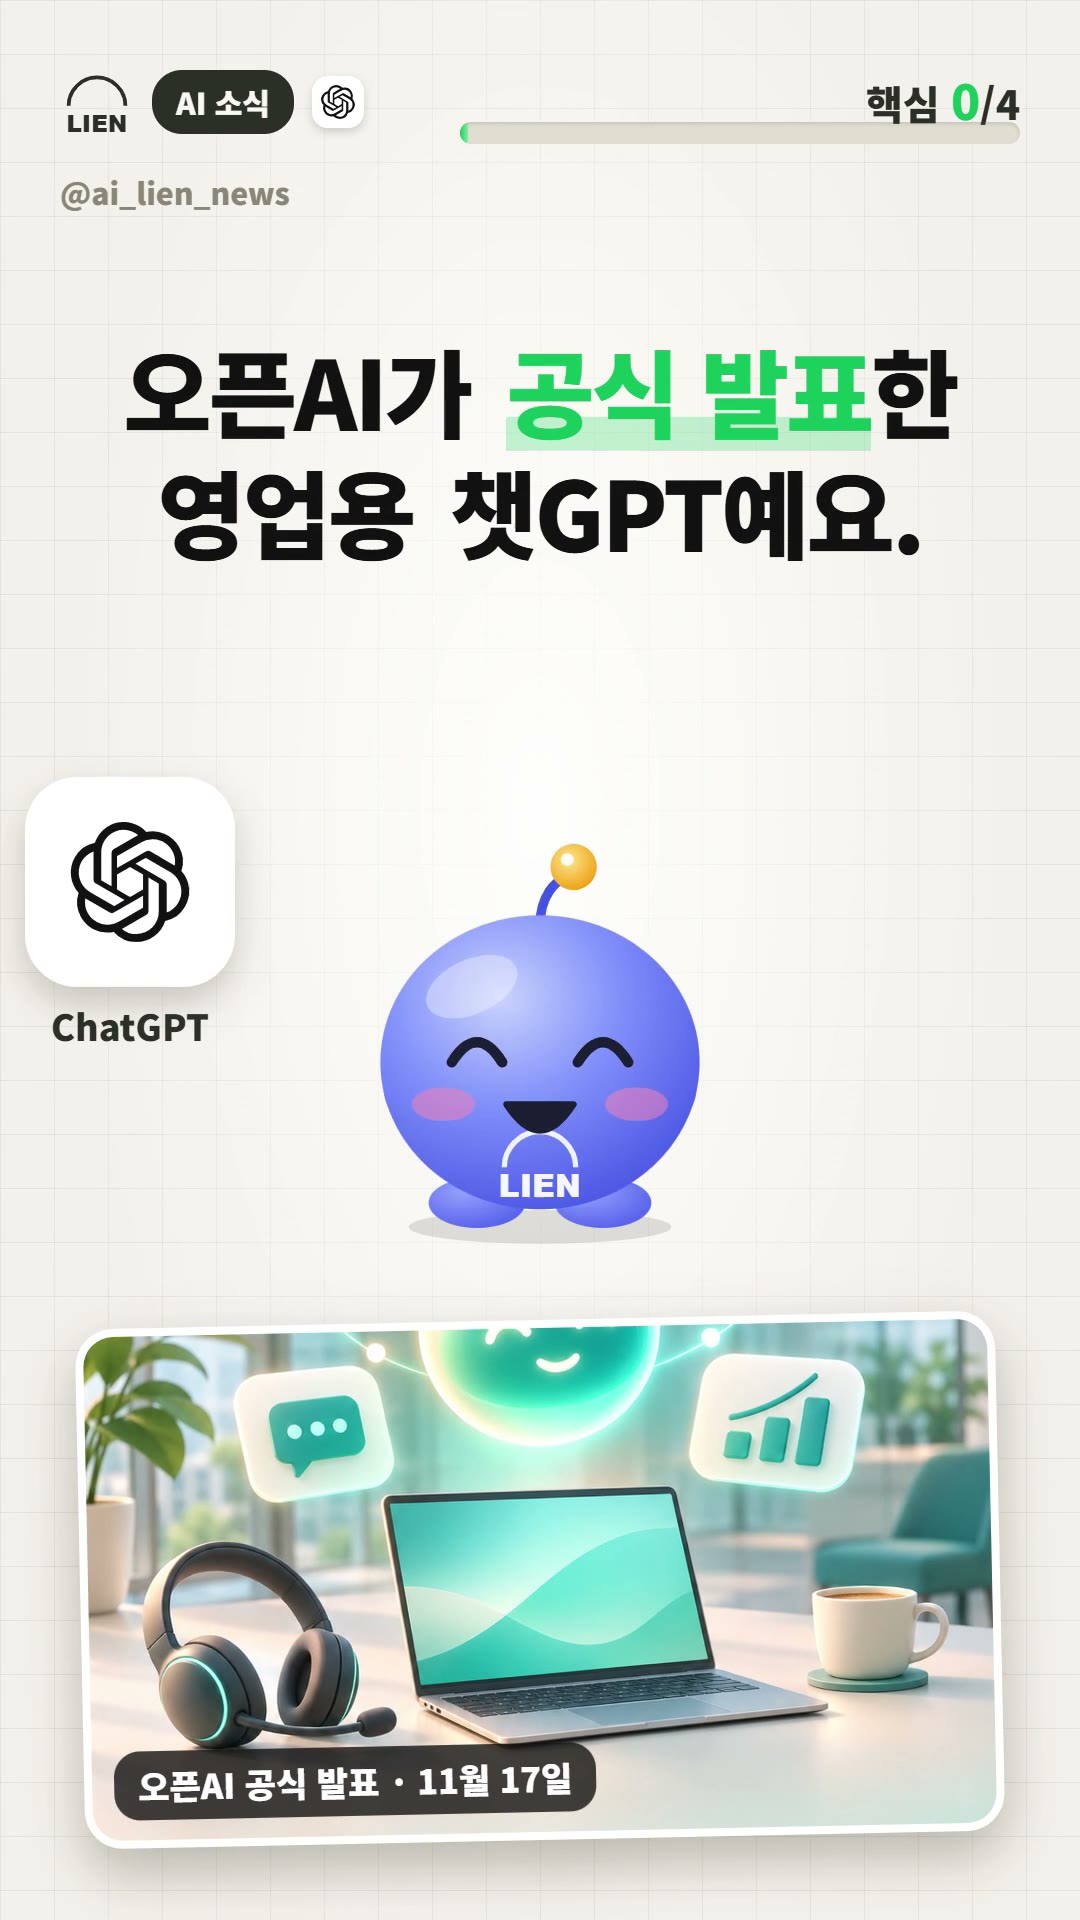 LIEN
AI 소식
핵심 0/4
@ai_lien_news
오픈AI가 공식 발표한
영업용 챗GPT예요.
ChatGPT
LIEN
오픈AI 공식 발표 · 11월 17일